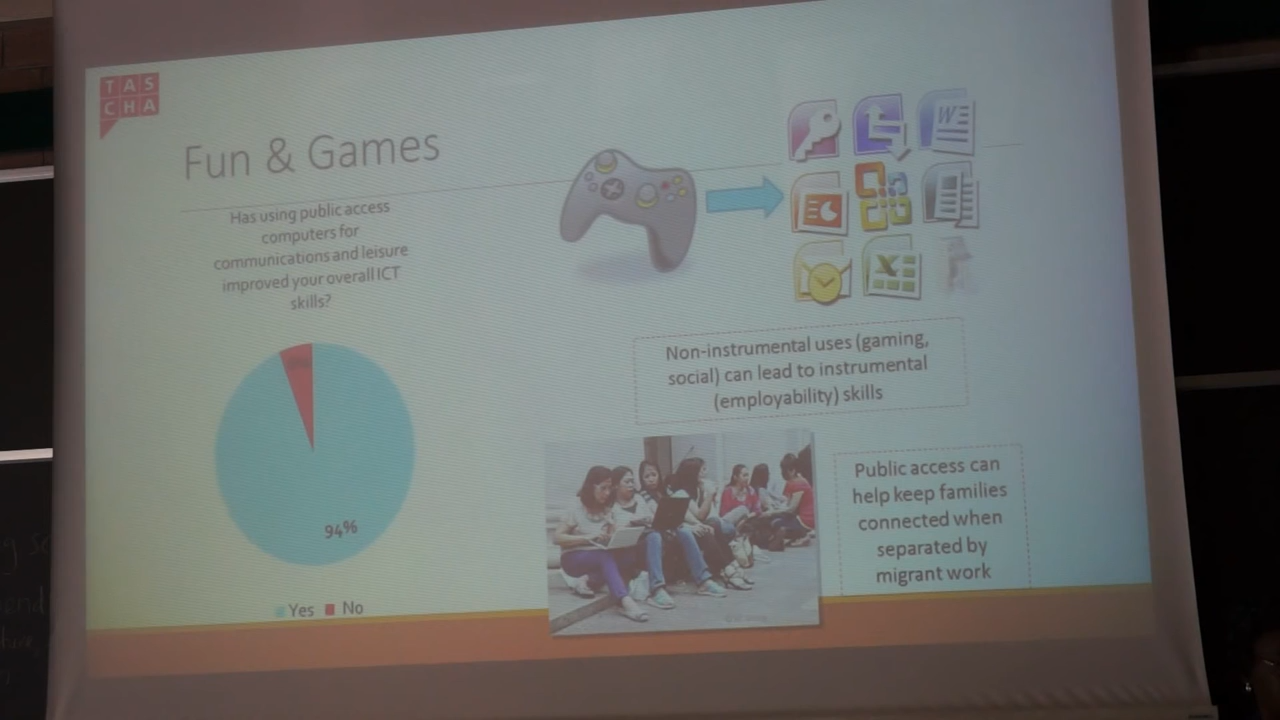 TAS
CHA
Fun & Games
Has using public access
computers for
communications and leisure
improved your overall ICT
skills?
94%
Yes No
W
X
Non-instrumental uses (gaming,
social) can lead to instrumental
(employability) skills
Public access can
help keep families
connected when
separated by
migrant work